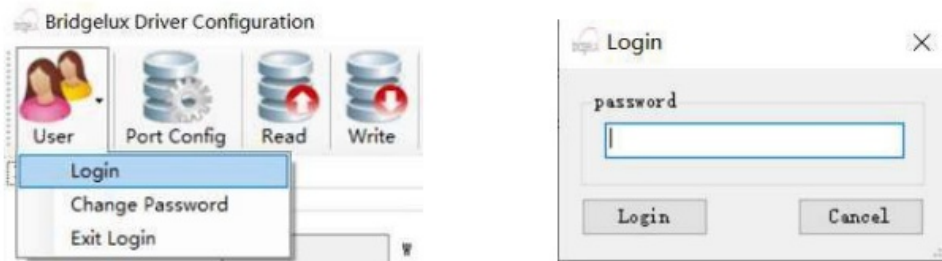 Bridgelux Driver Configuration
User
Port Config
Read
Write
Login
Change Password
Exit Login
W
Login
password
Login
Cancel